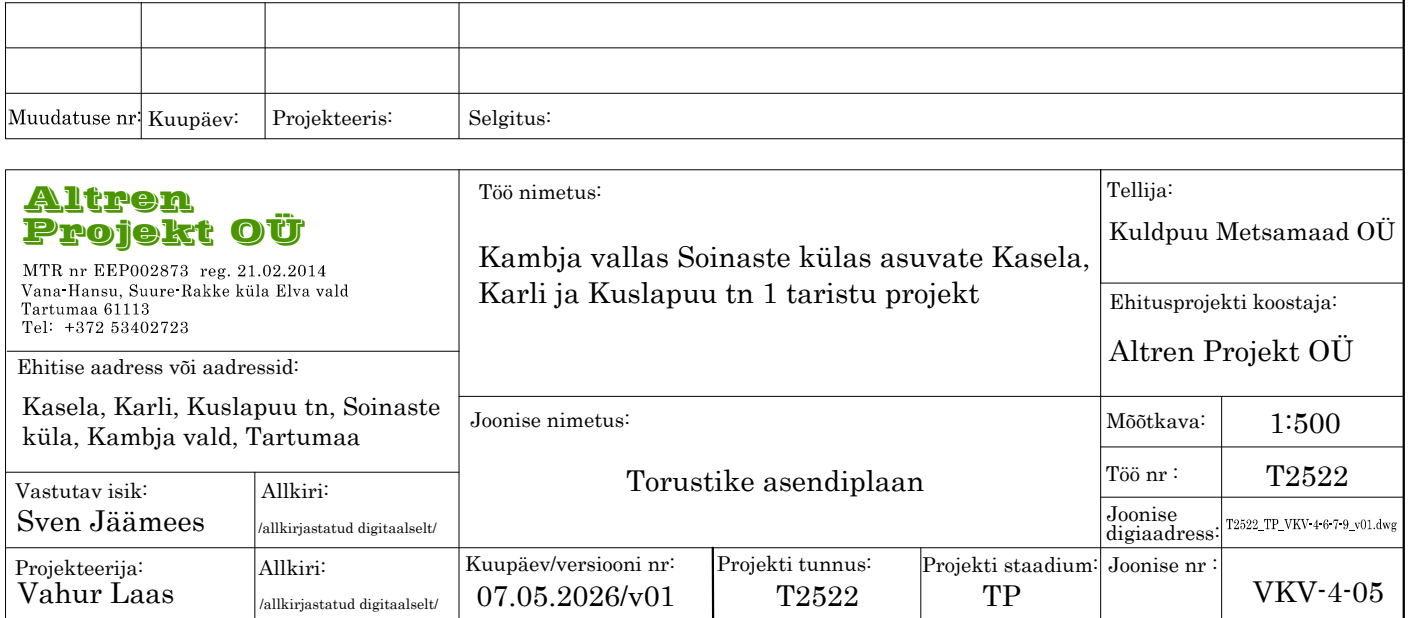 Muudatuse nr: Kuupäev: Projekteeris: Selgitus:
Altren
Projekt OÜ
MTR nr EEP002873 reg. 21.02.2014
Vana-Hansu, Suure-Rakke küla Elva vald
Tartumaa 61113
Tel: +372 53402723
Töö nimetus:
Kambja vallas Soinaste külas asuvate Kasela,
Karli ja Kuslapuu tn 1 taristu projekt
Tellija:
Kuldpuu Metsamaad OÜ
Ehitusprojekti koostaja:
Altren Projekt OÜ
Ehitise aadress või aadressid:
Kasela, Karli, Kuslapuu tn, Soinaste
küla, Kambja vald, Tartumaa
Joonise nimetus:
Torustike asendiplaan
Mõõtkava: 1:500
Töö nr : T2522
Joonise
digiaadress: T2522_TP_VKV-4-6-7-9_v01.dwg
Vastutav isik: Allkiri:
Sven Jäämees /allkirjastatud digitaalselt/
Projekteerija: Allkiri:
Vahur Laas /allkirjastatud digitaalselt/
Kuupäev/versiooni nr: Projekti tunnus: Projekti staadium: Joonise nr :
07.05.2026/v01 T2522 TP VKV-4-05